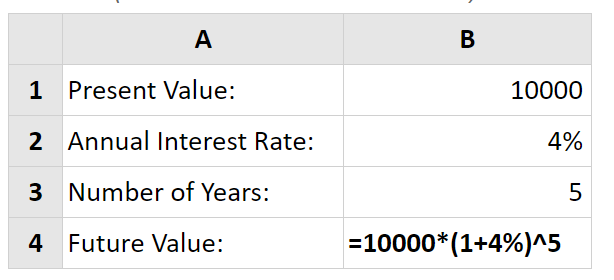 A B
1 Present Value: 10000
2 Annual Interest Rate: 4%
3 Number of Years: 5
4 Future Value: =10000*(1+4%)^5